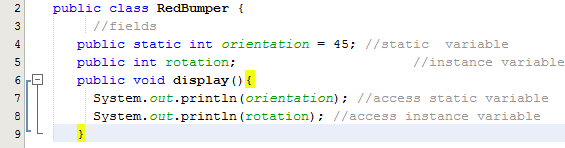 2 public class RedBumper {
3 //fields
4 public static int orientation = 45; //static variable
5 public int rotation; //instance variable
6 public void display(){
7 System.out.println(orientation); //access static variable
8 System.out.println(rotation); //access instance variable
9 }